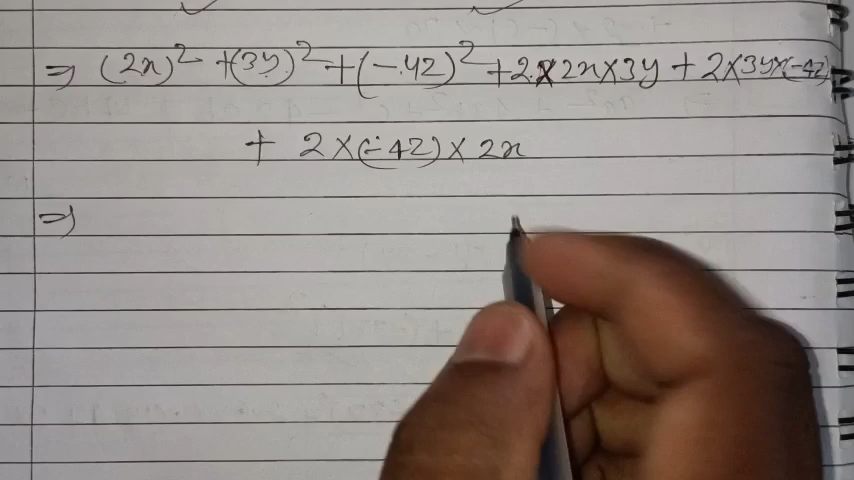 ⇒ (2x)² + (3y)² + (-4z)² + 2×2x×3y + 2×3y×(-4z)
+ 2×(-4z)×2x
⇒